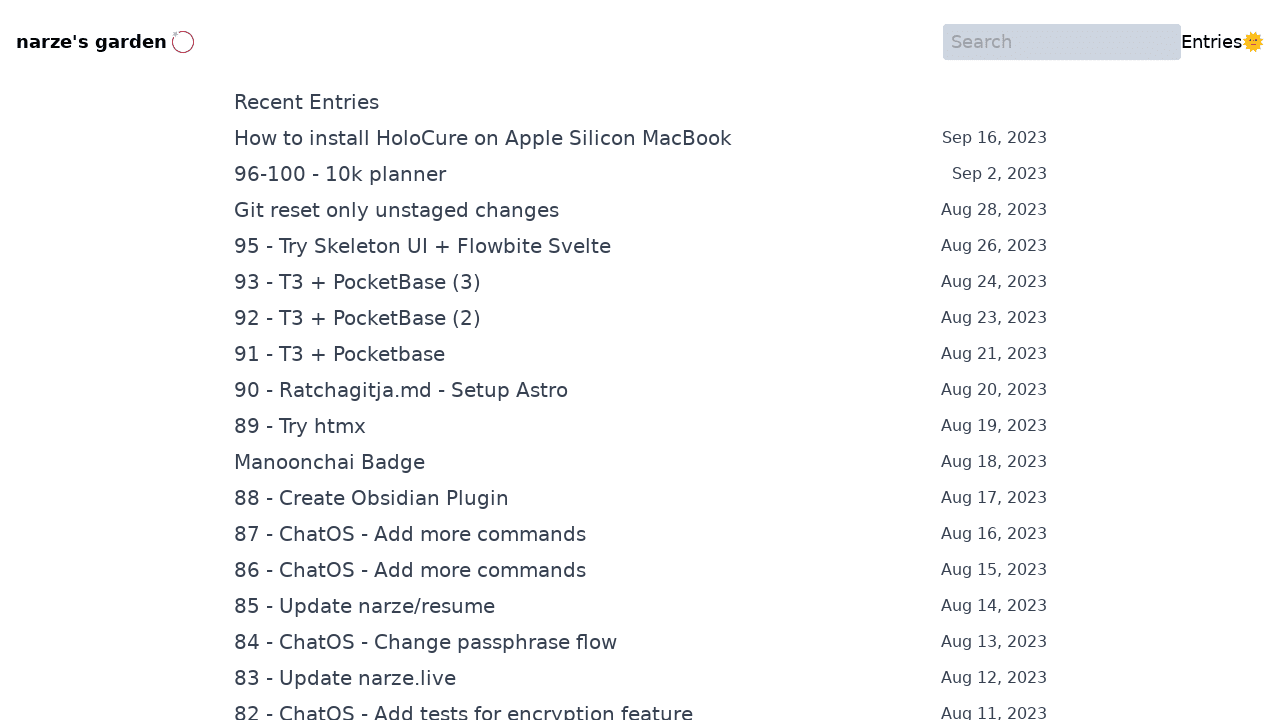 narze's garden
Search
Entries🌞
Recent Entries
How to install HoloCure on Apple Silicon MacBook Sep 16, 2023
96-100 - 10k planner Sep 2, 2023
Git reset only unstaged changes Aug 28, 2023
95 - Try Skeleton UI + Flowbite Svelte Aug 26, 2023
93 - T3 + PocketBase (3) Aug 24, 2023
92 - T3 + PocketBase (2) Aug 23, 2023
91 - T3 + Pocketbase Aug 21, 2023
90 - Ratchagitja.md - Setup Astro Aug 20, 2023
89 - Try htmx Aug 19, 2023
Manoonchai Badge Aug 18, 2023
88 - Create Obsidian Plugin Aug 17, 2023
87 - ChatOS - Add more commands Aug 16, 2023
86 - ChatOS - Add more commands Aug 15, 2023
85 - Update narze/resume Aug 14, 2023
84 - ChatOS - Change passphrase flow Aug 13, 2023
83 - Update narze.live Aug 12, 2023
82 - ChatOS - Add tests for encryption feature Aug 11, 2023